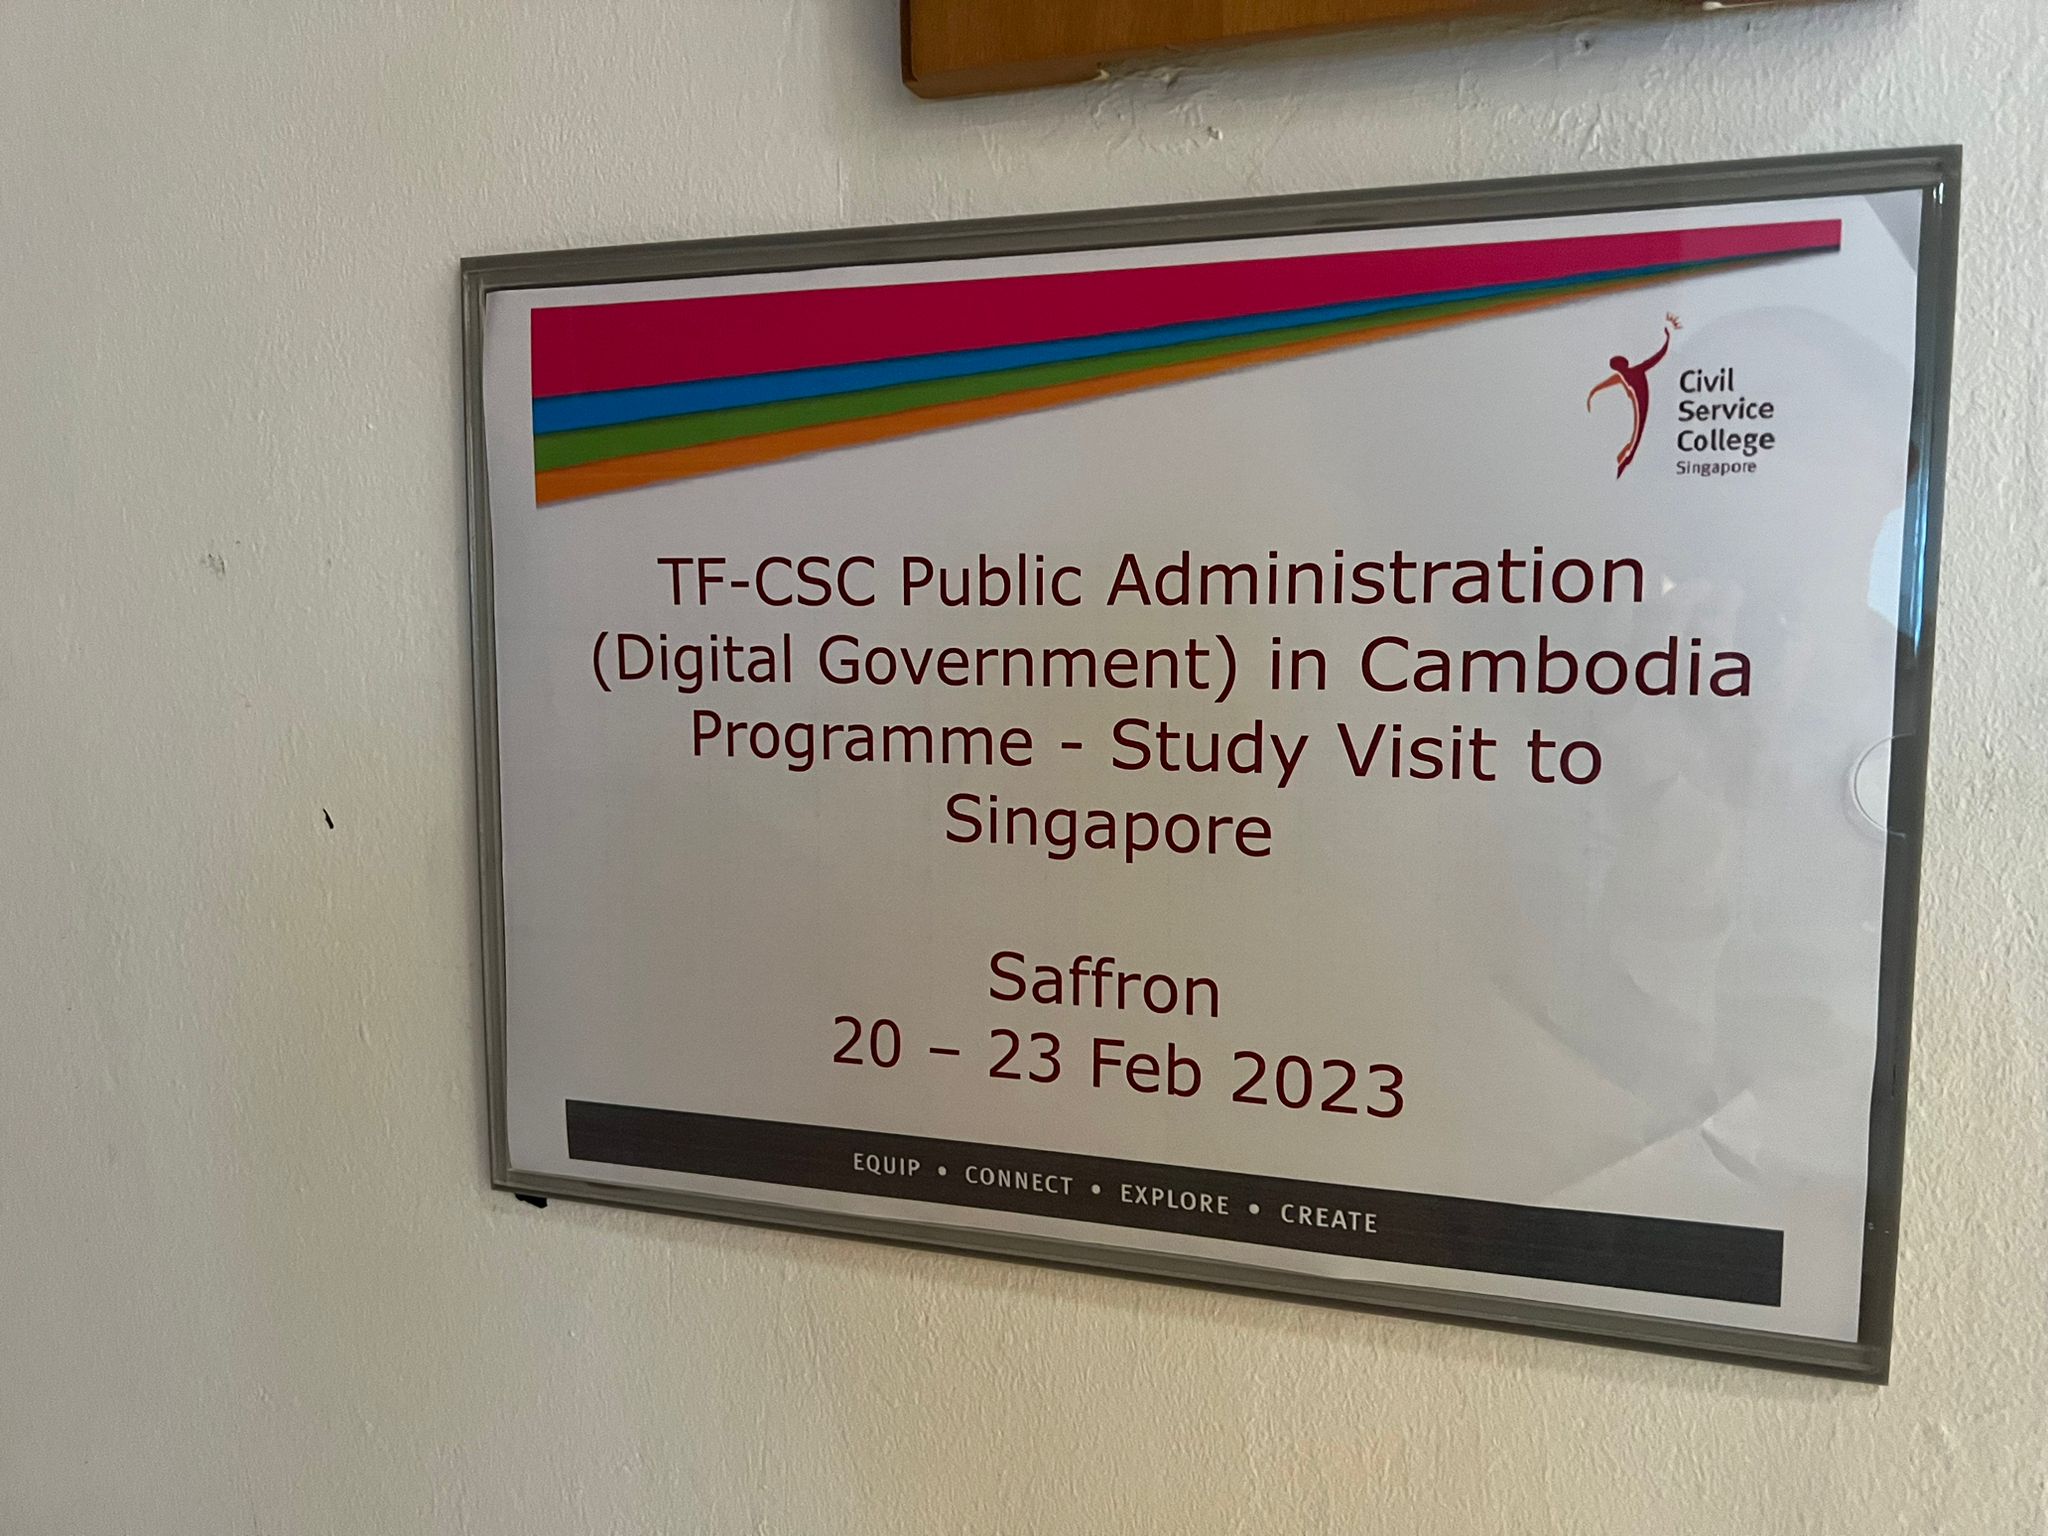 Civil
Service
College
Singapore
TF-CSC Public Administration
(Digital Government) in Cambodia
Programme - Study Visit to
Singapore
Saffron
20 – 23 Feb 2023
EQUIP • CONNECT • EXPLORE • CREATE